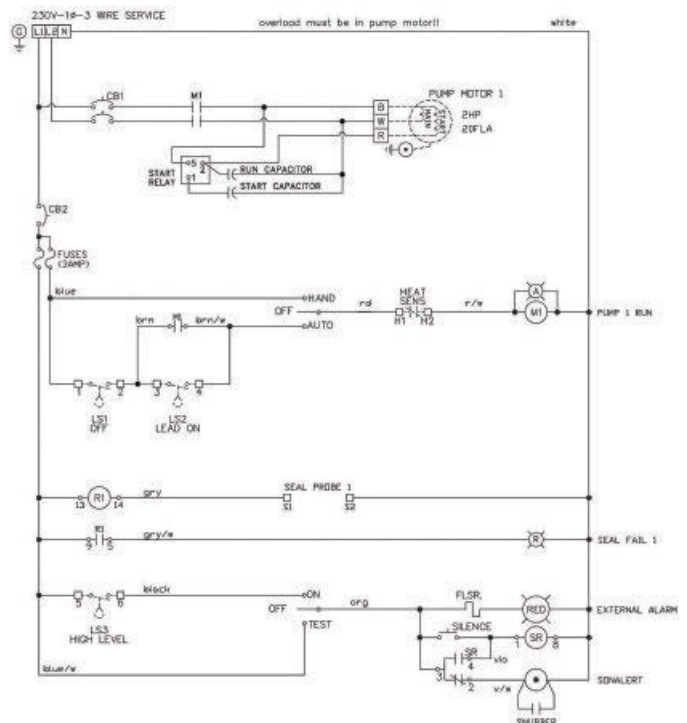 230V-1ø-3 WIRE SERVICE
G L1 L2 N
overload must be in pump motor!!
white
CB1
M1
PUMP MOTOR 1
B
W
R
MAIN
START
2HP
20FLA
START
RELAY
5
2
1
RUN CAPACITOR
START CAPACITOR
CB2
FUSES
(3AMP)
blue
HAND
OFF
AUTO
rd
HEAT
SENS
H1 H2
r/w
A
M1
PUMP 1 RUN
brn
M1
brn/w
1 2 3 4
LS1
OFF
LS2
LEAD ON
13 R1 14
gry
SEAL PROBE 1
S1 S2
R1
gry/w
R
SEAL FAIL 1
5 6
black
LS3
HIGH LEVEL
ON
OFF
TEST
org
FLSR.
RED
EXTERNAL ALARM
SILENCE
1 SR 8
SR
4
vio
3
2
v/w
SONALERT
SNUBBER
blue/w